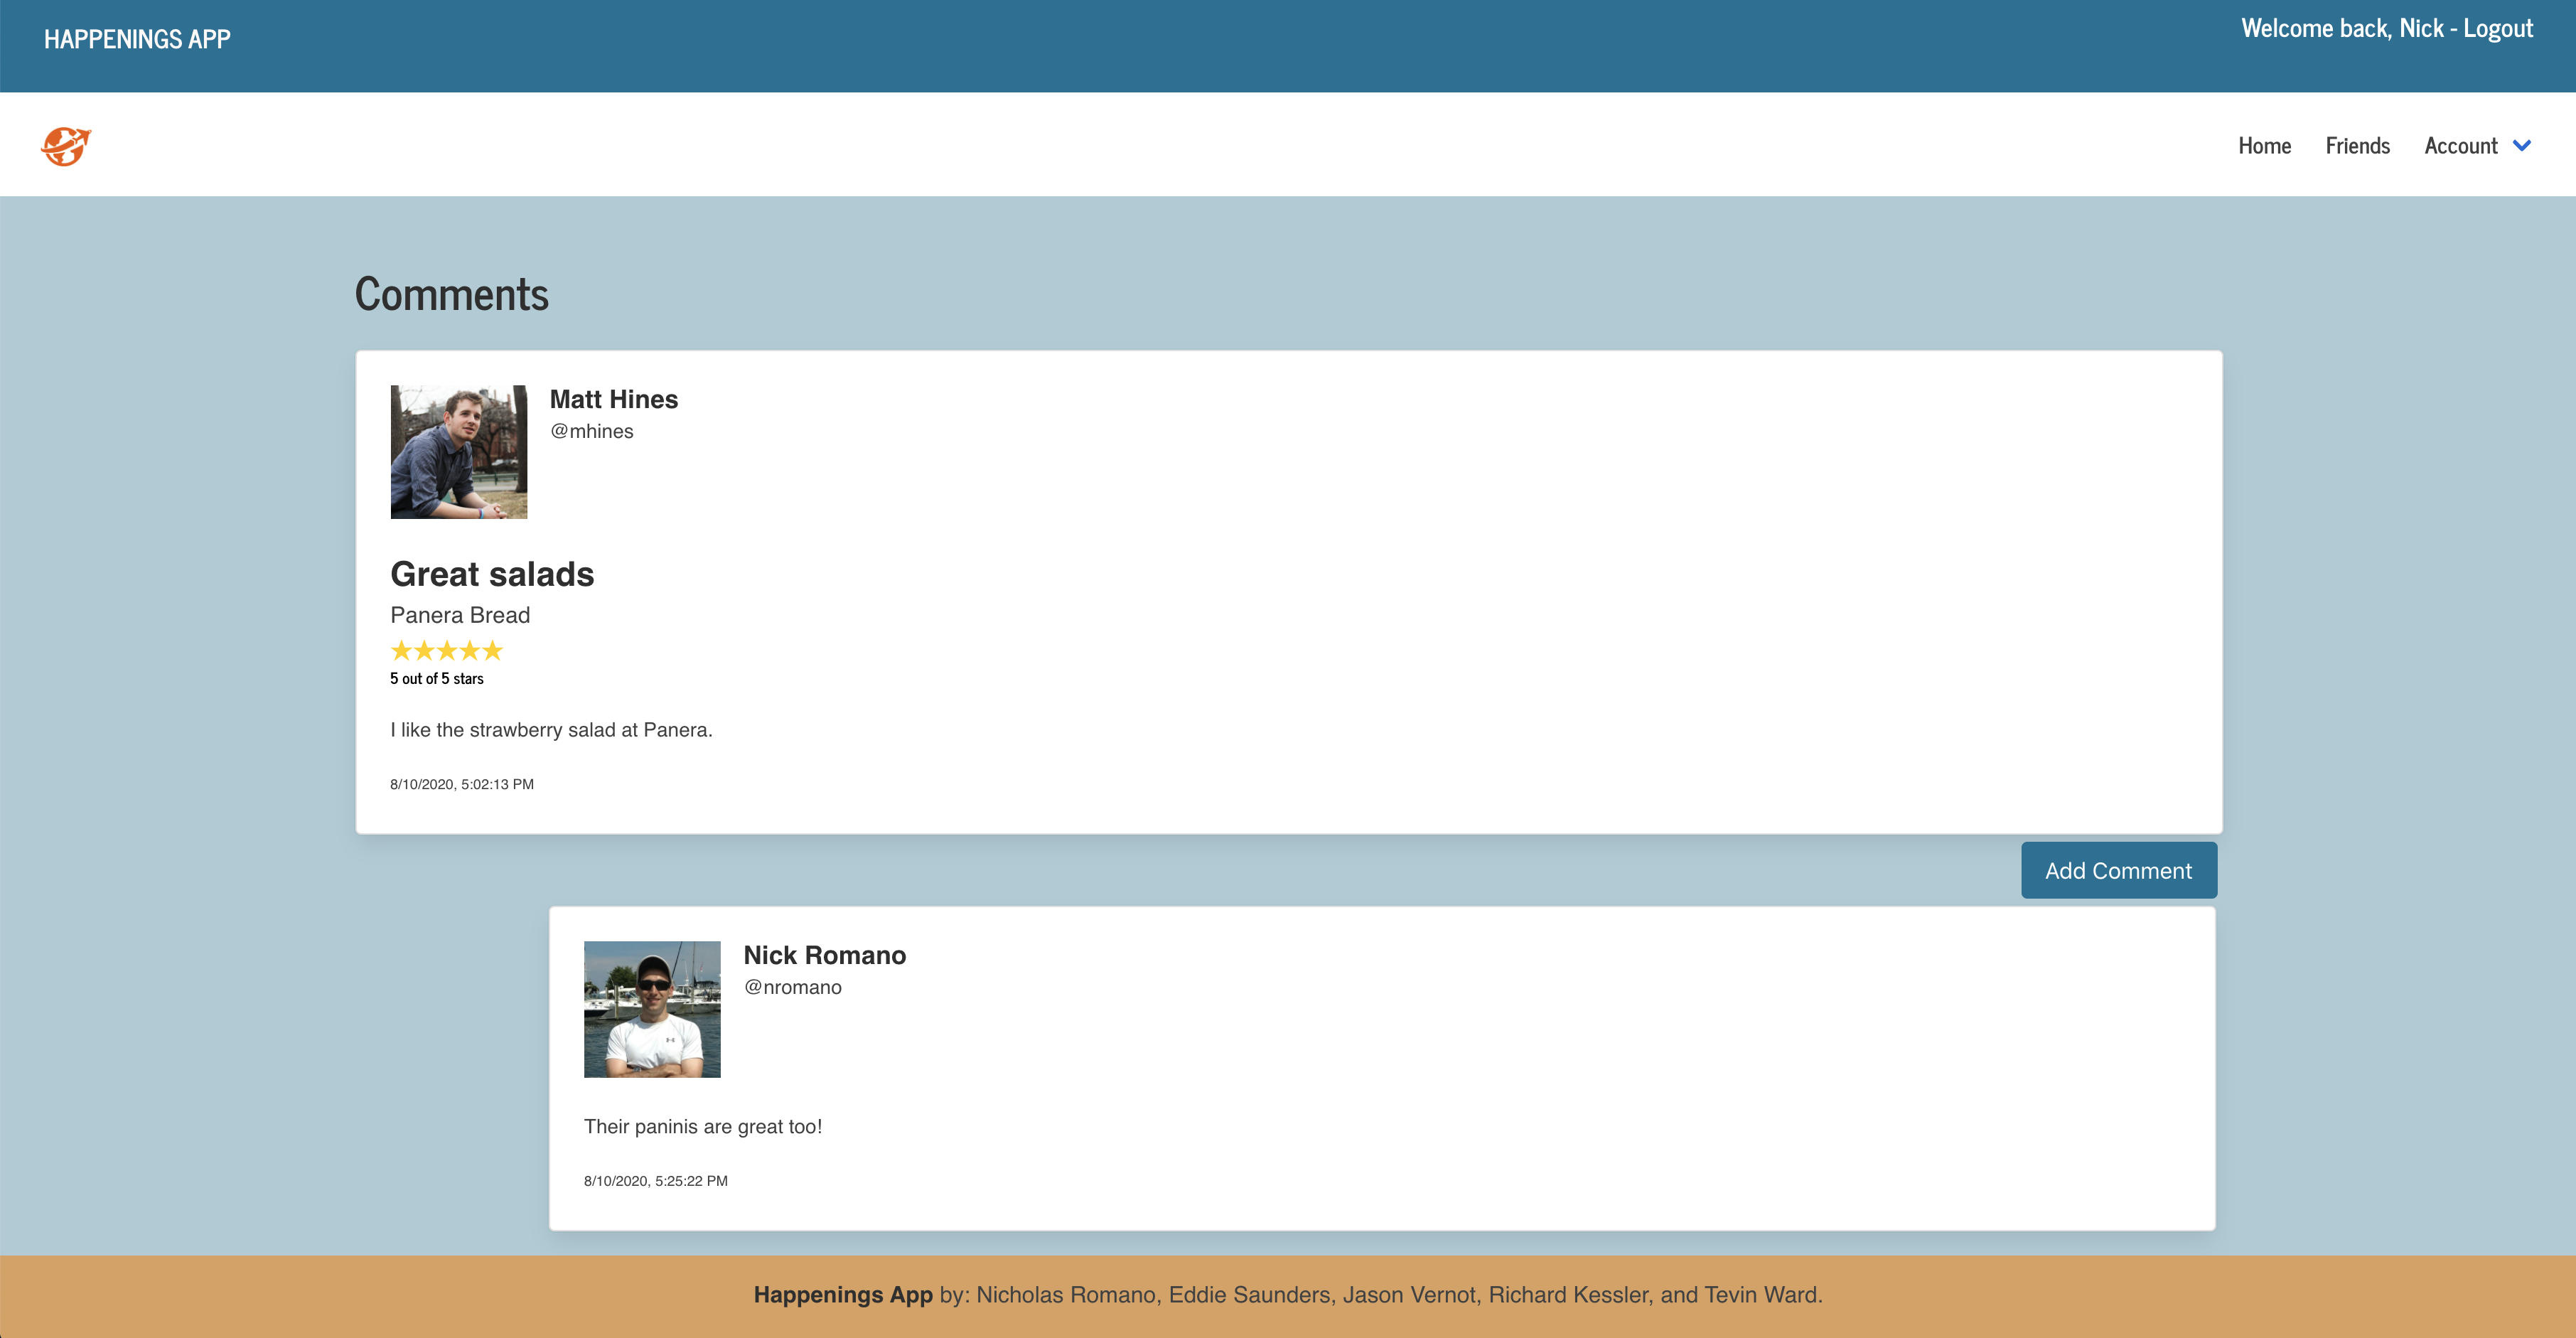 HAPPENINGS APP
Welcome back, Nick - Logout
Home Friends Account
Comments
Matt Hines
@mhines
Great salads
Panera Bread
★★★★★
5 out of 5 stars
I like the strawberry salad at Panera.
8/10/2020, 5:02:13 PM
Add Comment
Nick Romano
@nromano
Their paninis are great too!
8/10/2020, 5:25:22 PM
Happenings App by: Nicholas Romano, Eddie Saunders, Jason Vernot, Richard Kessler, and Tevin Ward.